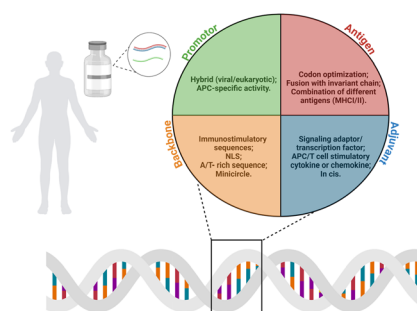 Promotor
Antigen
Hybrid (viral/eukaryotic);
APC-specific activity.
Codon optimization;
Fusion with invariant chain;
Combination of different
antigens (MHCI/II).
Backbone
Adjuvant
Immunostimulatory
sequences;
NLS;
A/T- rich sequence;
Minicircle.
Signaling adaptor/
transcription factor;
APC/T cell stimulatory
cytokine or chemokine;
In cis.